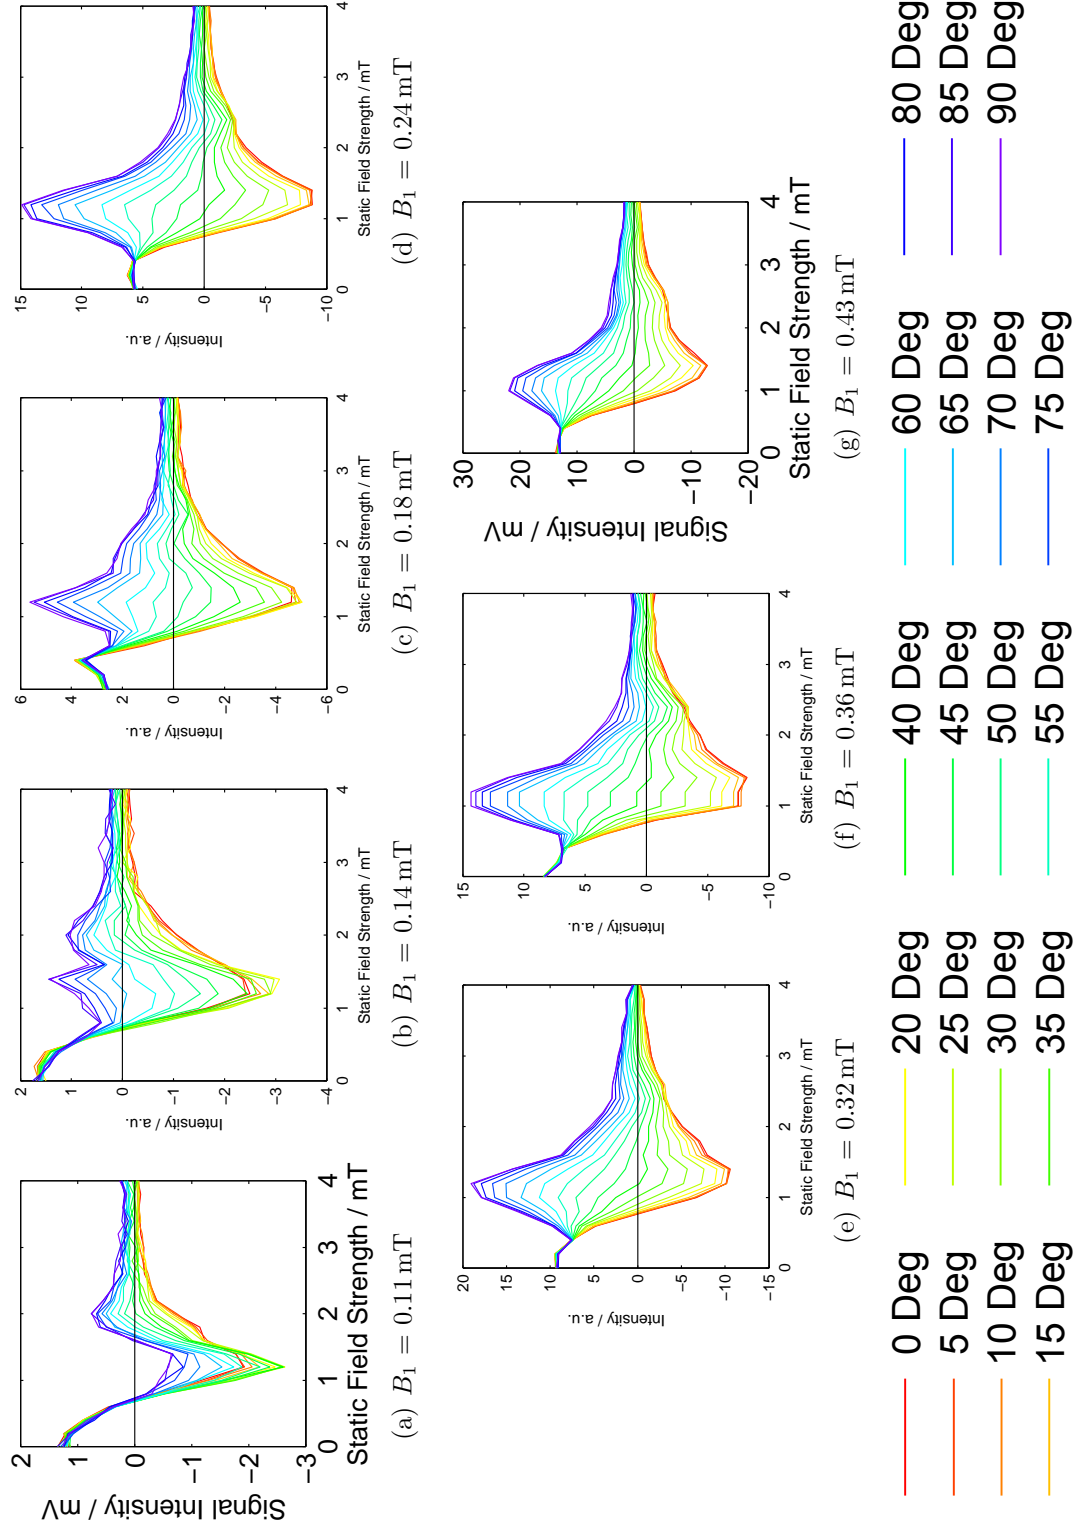 Signal Intensity / mV
2
1
0
−1
−2
−3
0 1 2 3 4
Static Field Strength / mT
(a) B1 = 0.11 mT
Intensity / a.u.
2
1
0
−1
−2
−3
−4
0 1 2 3 4
Static Field Strength / mT
(b) B1 = 0.14 mT
Intensity / a.u.
6
4
2
0
−2
−4
−6
0 1 2 3 4
Static Field Strength / mT
(c) B1 = 0.18 mT
Intensity / a.u.
15
10
5
0
−5
−10
0 1 2 3 4
Static Field Strength / mT
(d) B1 = 0.24 mT
Intensity / a.u.
20
15
10
5
0
−5
−10
−15
0 1 2 3 4
Static Field Strength / mT
(e) B1 = 0.32 mT
Intensity / a.u.
15
10
5
0
−5
−10
0 1 2 3 4
Static Field Strength / mT
(f) B1 = 0.36 mT
Signal Intensity / mV
30
20
10
0
−10
−20
0 1 2 3 4
Static Field Strength / mT
(g) B1 = 0.43 mT
0 Deg 20 Deg 40 Deg 60 Deg 80 Deg
5 Deg 25 Deg 45 Deg 65 Deg 85 Deg
10 Deg 30 Deg 50 Deg 70 Deg 90 Deg
15 Deg 35 Deg 55 Deg 75 Deg